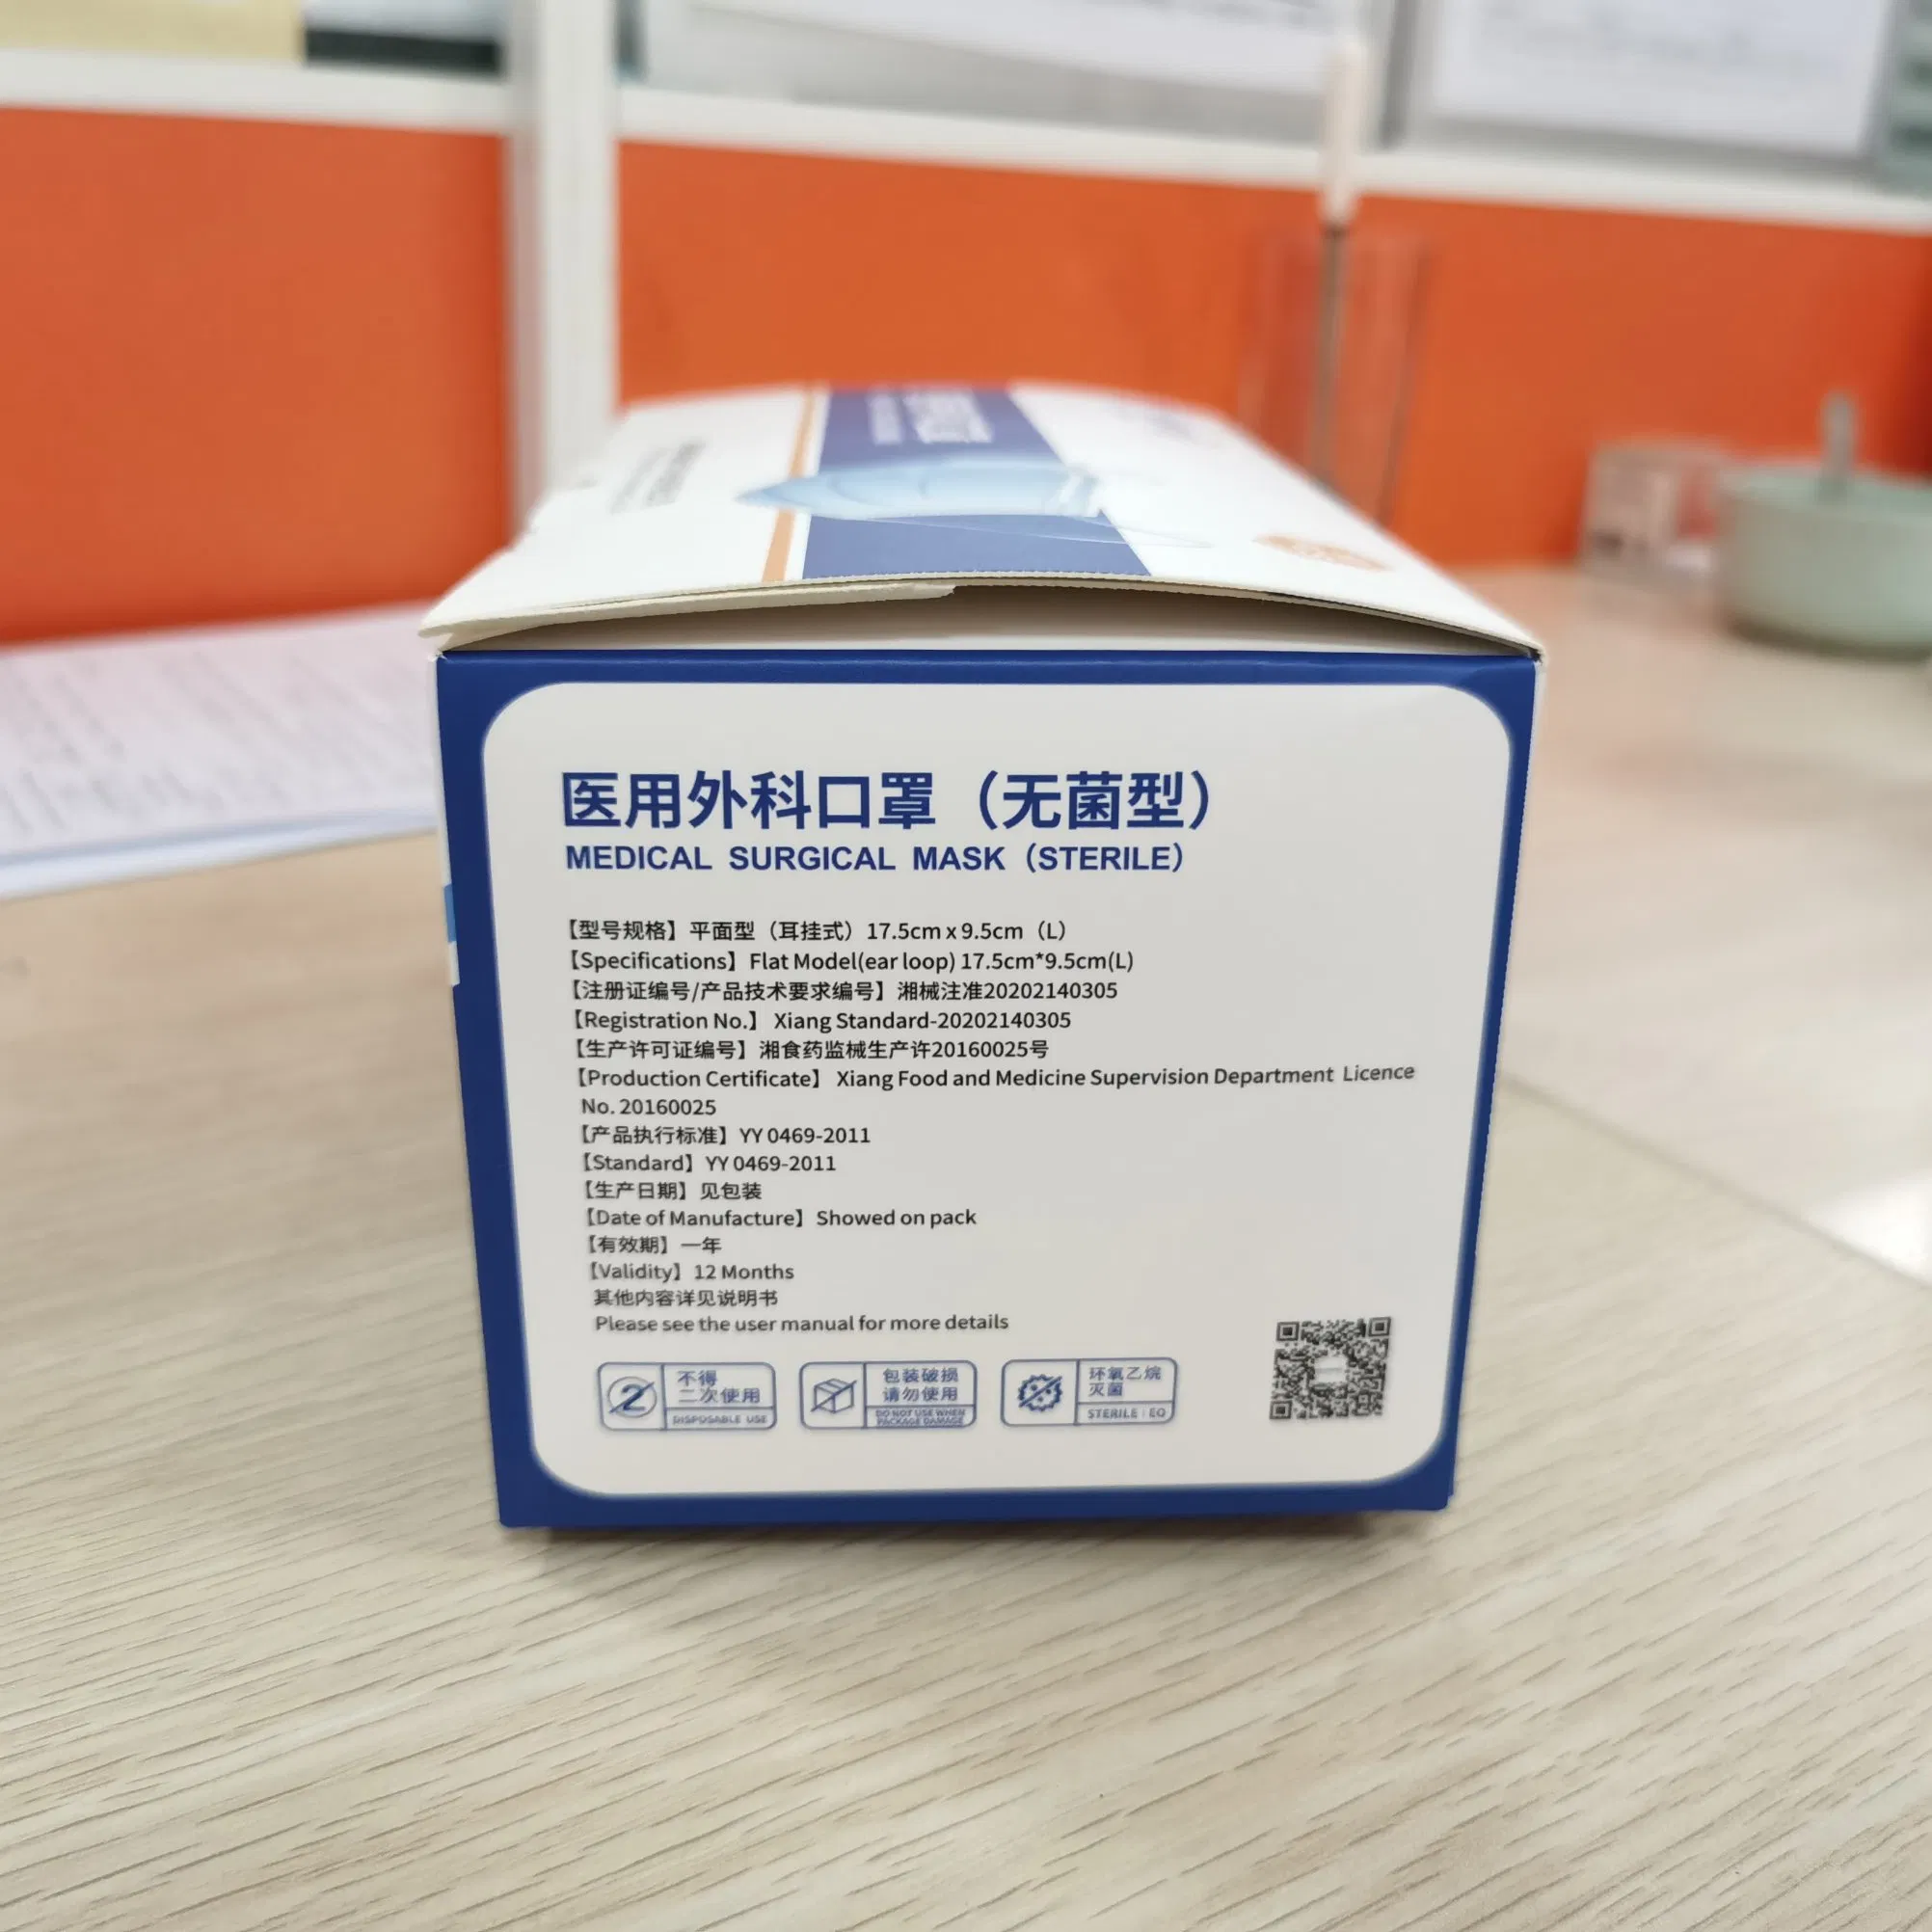 医用外科口罩（无菌型）
MEDICAL SURGICAL MASK（STERILE）
【型号规格】平面型（耳挂式）17.5cm x 9.5cm（L）
【Specifications】Flat Model(ear loop) 17.5cm*9.5cm(L)
【注册证编号/产品技术要求编号】湘械注准20202140305
【Registration No.】 Xiang Standard-20202140305
【生产许可证编号】湘食药监械生产许20160025号
【Production Certificate】 Xiang Food and Medicine Supervision Department Licence
No. 20160025
【产品执行标准】YY 0469-2011
【Standard】YY 0469-2011
【生产日期】见包装
【Date of Manufacture】Showed on pack
【有效期】一年
【Validity】12 Months
其他内容详见说明书
Please see the user manual for more details
2
不得
二次使用
DISPOSABLE USE
包装破损
请勿使用
DO NOT USE WHEN
PACKAGE DAMAGE
环氧乙烷
灭菌
STERILE EO